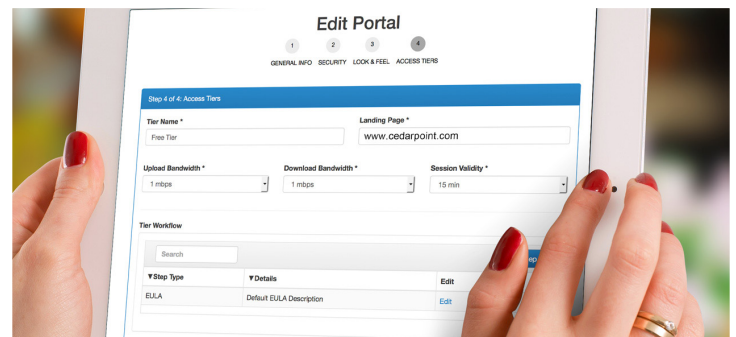 Edit Portal
1 2 3 4
GENERAL INFO SECURITY LOOK & FEEL ACCESS TIERS
Step 4 of 4: Access Tiers
Tier Name * Landing Page *
Free Tier www.cedarpoint.com
Upload Bandwidth * Download Bandwidth * Session Validity *
1 mbps 1 mbps 15 min
Tier Workflow
Search
▼Step Type ▼Details Edit
EULA Default EULA Description Edit